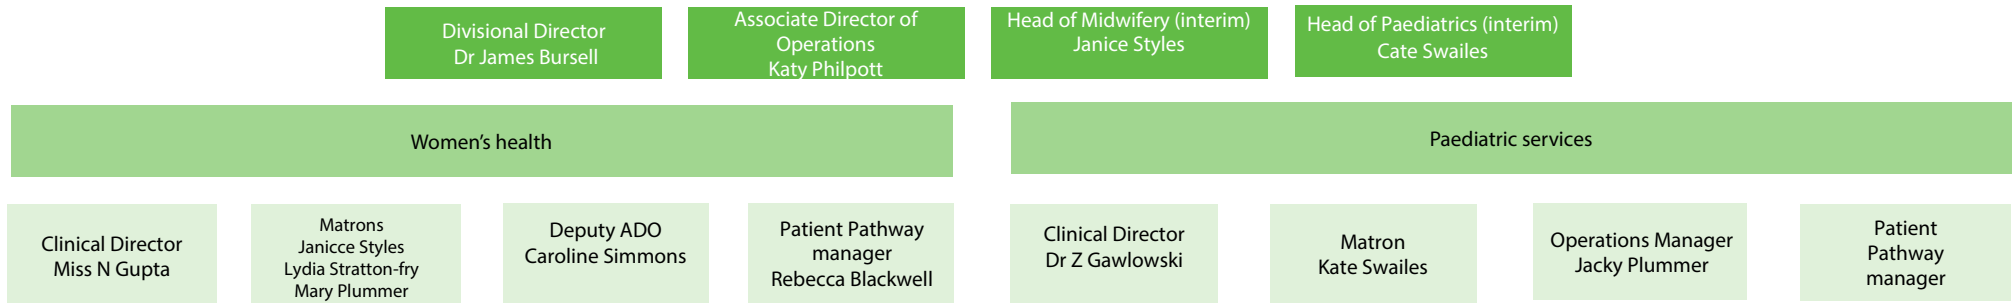 Divisional Director
Dr James Bursell
Associate Director of
Operations
Katy Philpott
Head of Midwifery (interim)
Janice Styles
Head of Paediatrics (interim)
Cate Swailes
Women’s health
Paediatric services
Clinical Director
Miss N Gupta
Matrons
Janicce Styles
Lydia Stratton-fry
Mary Plummer
Deputy ADO
Caroline Simmons
Patient Pathway
manager
Rebecca Blackwell
Clinical Director
Dr Z Gawlowski
Matron
Kate Swailes
Operations Manager
Jacky Plummer
Patient
Pathway
manager